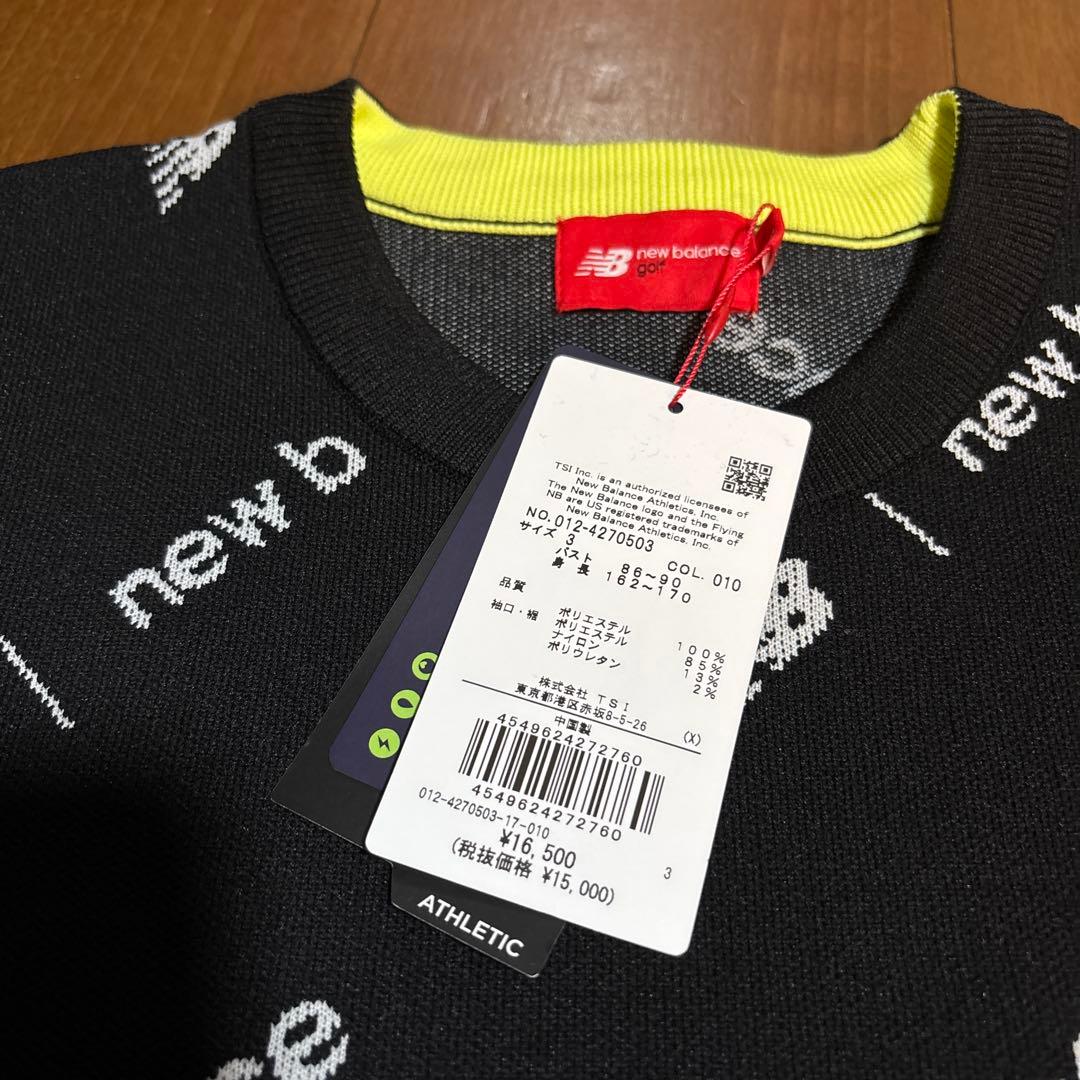 NB new balance
golf
new b
new b
TSI Inc. is an authorized licensees of
New Balance Athletics, Inc.
The New Balance logo and the Flying
NB are US registered trademarks of
New Balance Athletics, Inc.
NO.012-4270503
サイズ 3 COL. 010
バスト 86～90
身長 162～170
品質 ポリエステル 100%
袖口・裾 ポリエステル 85%
ナイロン 13%
ポリウレタン 2%
株式会社 TSI
東京都港区赤坂8-5-26
中国製 (X)
4549624272760
4549624272760
012-4270503-17-010
¥16,500
(税抜価格 ¥15,000)
3
ATHLETIC